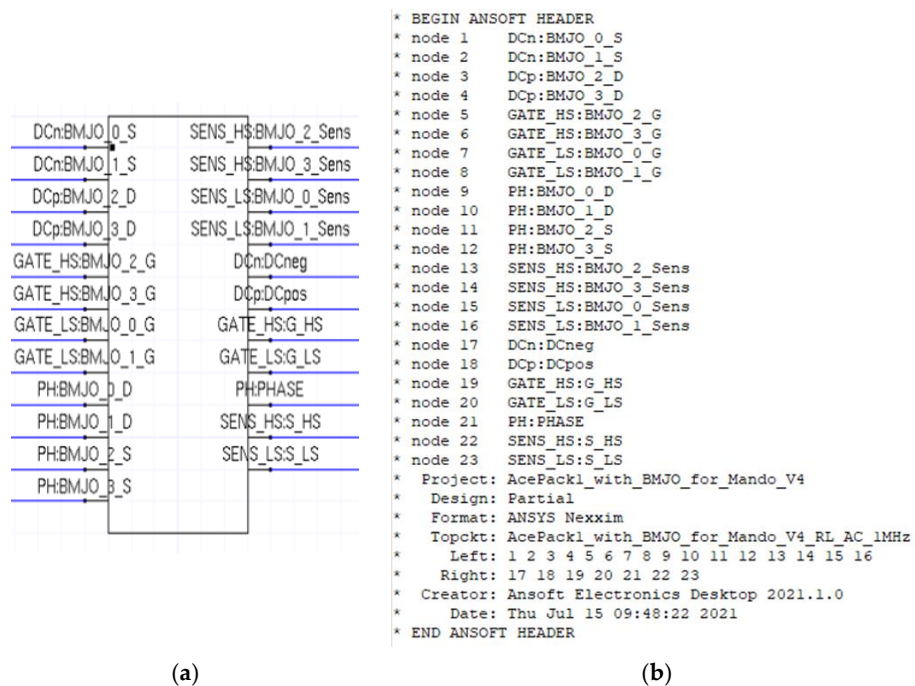 DCn:BMJO_0_S
DCn:BMJO_1_S
DCp:BMJO_2_D
DCp:BMJO_3_D
GATE_HS:BMJO_2_G
GATE_HS:BMJO_3_G
GATE_LS:BMJO_0_G
GATE_LS:BMJO_1_G
PH:BMJO_0_D
PH:BMJO_1_D
PH:BMJO_2_S
PH:BMJO_3_S
SENS_HS:BMJO_2_Sens
SENS_HS:BMJO_3_Sens
SENS_LS:BMJO_0_Sens
SENS_LS:BMJO_1_Sens
DCn:DCneg
DCp:DCpos
GATE_HS:G_HS
GATE_LS:G_LS
PH:PHASE
SENS_HS:S_HS
SENS_LS:S_LS
(a)
* BEGIN ANSOFT HEADER
* node 1 DCn:BMJO_0_S
* node 2 DCn:BMJO_1_S
* node 3 DCp:BMJO_2_D
* node 4 DCp:BMJO_3_D
* node 5 GATE_HS:BMJO_2_G
* node 6 GATE_HS:BMJO_3_G
* node 7 GATE_LS:BMJO_0_G
* node 8 GATE_LS:BMJO_1_G
* node 9 PH:BMJO_0_D
* node 10 PH:BMJO_1_D
* node 11 PH:BMJO_2_S
* node 12 PH:BMJO_3_S
* node 13 SENS_HS:BMJO_2_Sens
* node 14 SENS_HS:BMJO_3_Sens
* node 15 SENS_LS:BMJO_0_Sens
* node 16 SENS_LS:BMJO_1_Sens
* node 17 DCn:DCneg
* node 18 DCp:DCpos
* node 19 GATE_HS:G_HS
* node 20 GATE_LS:G_LS
* node 21 PH:PHASE
* node 22 SENS_HS:S_HS
* node 23 SENS_LS:S_LS
* Project: AcePack1_with_BMJO_for_Mando_V4
* Design: Partial
* Format: ANSYS Nexxim
* Topckt: AcePack1_with_BMJO_for_Mando_V4_RL_AC_1MHz
* Left: 1 2 3 4 5 6 7 8 9 10 11 12 13 14 15 16
* Right: 17 18 19 20 21 22 23
* Creator: Ansoft Electronics Desktop 2021.1.0
* Date: Thu Jul 15 09:48:22 2021
* END ANSOFT HEADER
(b)